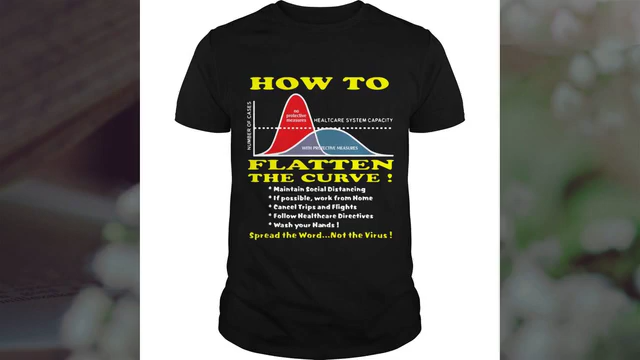 HOW TO
NUMBER OF CASES
no
protective
measures
HEALTCARE SYSTEM CAPACITY
WITH PROTECTIVE MEASURES
FLATTEN
THE CURVE !
* Maintain Social Distancing
* If possible, work from Home
* Cancel Trips and Flights
* Follow Healthcare Directives
* Wash your Hands !
Spread the Word...Not the Virus !